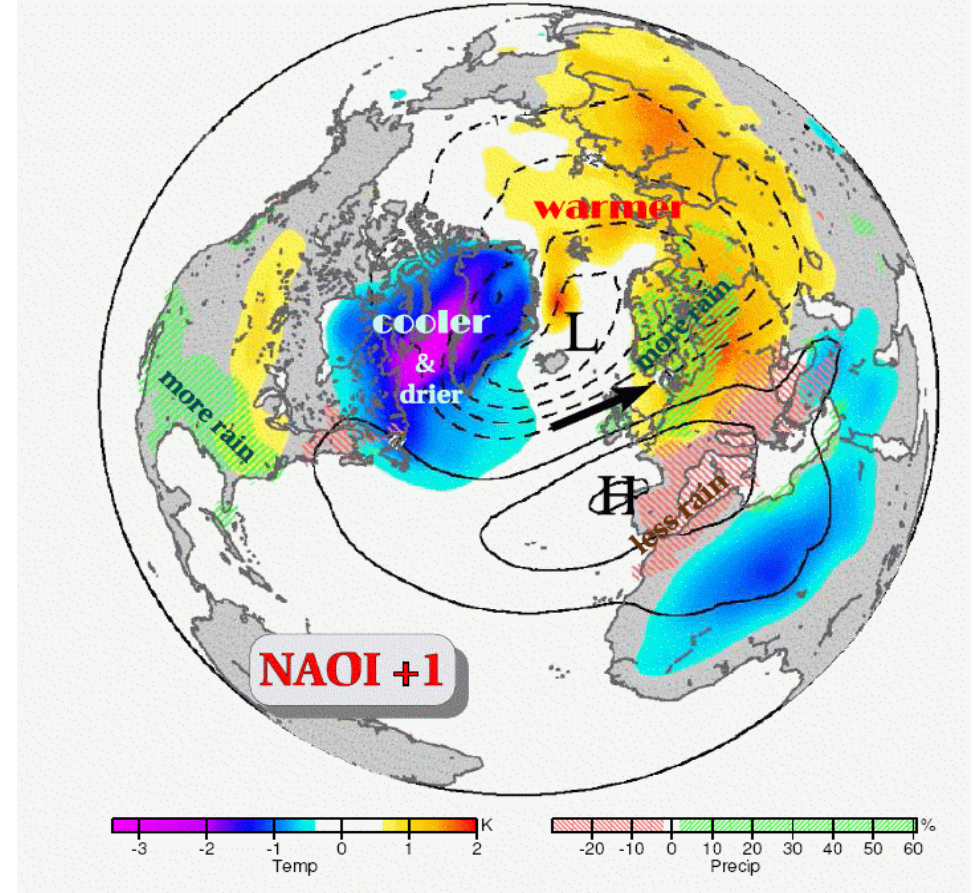 warmer
L
more rain
cooler
&
drier
more rain
H
less rain
NAOI +1
K
-3 -2 -1 0 1 2
Temp
%
-20 -10 0 10 20 30 40 50 60
Precip